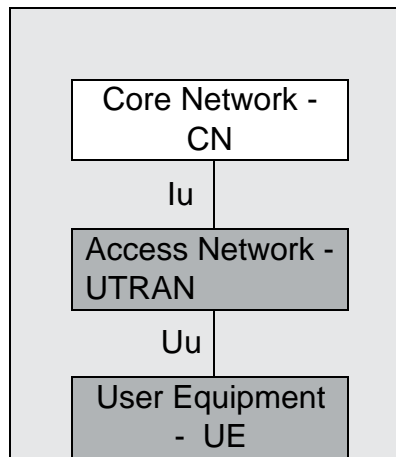 Core Network -
CN
Iu
Access Network -
UTRAN
Uu
User Equipment
- UE